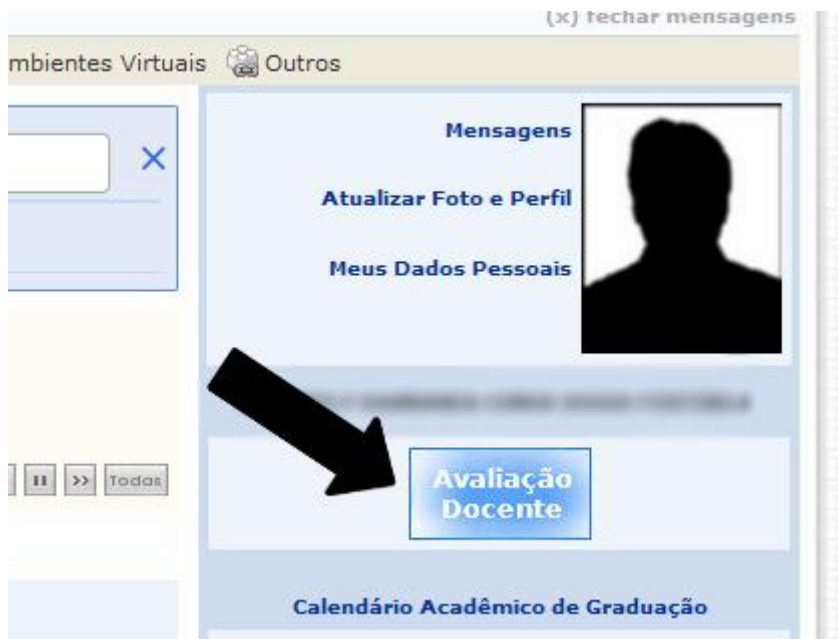 (x) fechar mensagens
mbientes Virtuais Outros
Mensagens
Atualizar Foto e Perfil
Meus Dados Pessoais
Todas
Avaliação
Docente
Calendário Acadêmico de Graduação